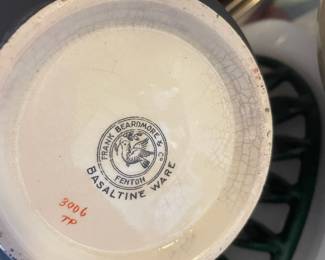 FRANK BEARDMORE & Co
FENTON
BASALTINE WARE
3006
TP